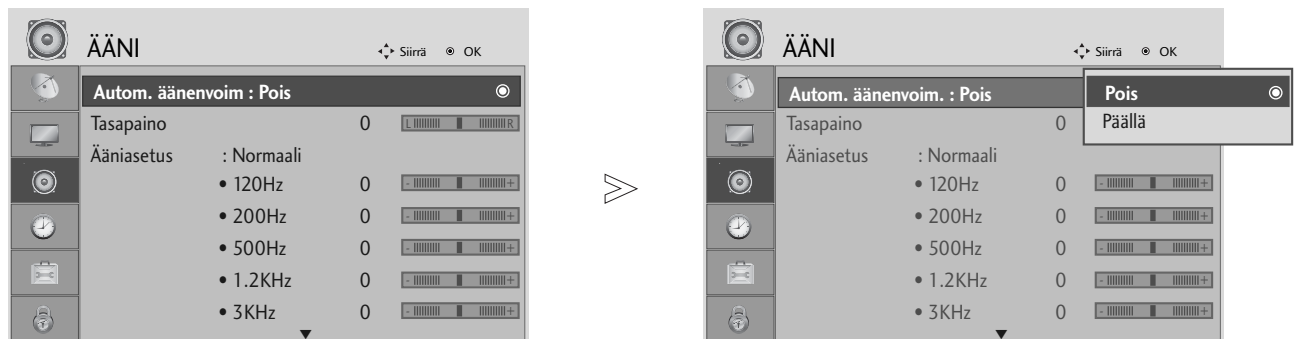 ÄÄNI
Siirrä OK
Autom. äänenvoim : Pois
Tasapaino 0 L R
Ääniasetus : Normaali
• 120Hz 0 - +
• 200Hz 0 - +
• 500Hz 0 - +
• 1.2KHz 0 - +
• 3KHz 0 - +
ÄÄNI
Siirrä OK
Autom. äänenvoim. : Pois
Tasapaino 0
Ääniasetus : Normaali
• 120Hz 0 - +
• 200Hz 0 - +
• 500Hz 0 - +
• 1.2KHz 0 - +
• 3KHz 0 - +
Pois
Päällä